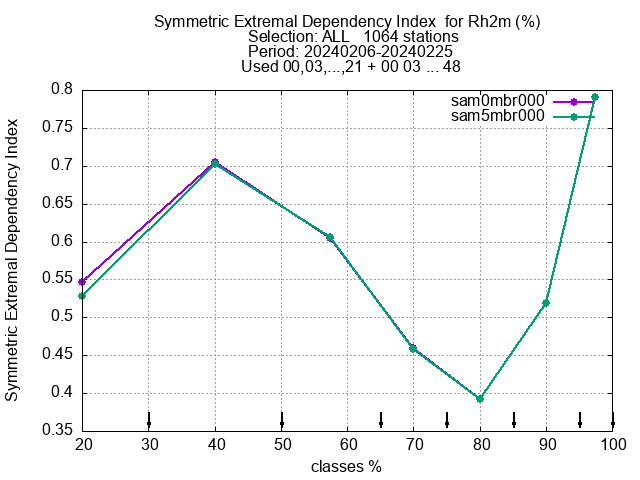 Symmetric Extremal Dependency Index  for Rh2m (%)
Selection: ALL   1064 stations
Period: 20240206-20240225
Used 00,03,...,21 + 00 03 ... 48
sam0mbr000
sam5mbr000
Symmetric Extremal Dependency Index
0.8
0.75
0.7
0.65
0.6
0.55
0.5
0.45
0.4
0.35
20 30 40 50 60 70 80 90 100
classes %